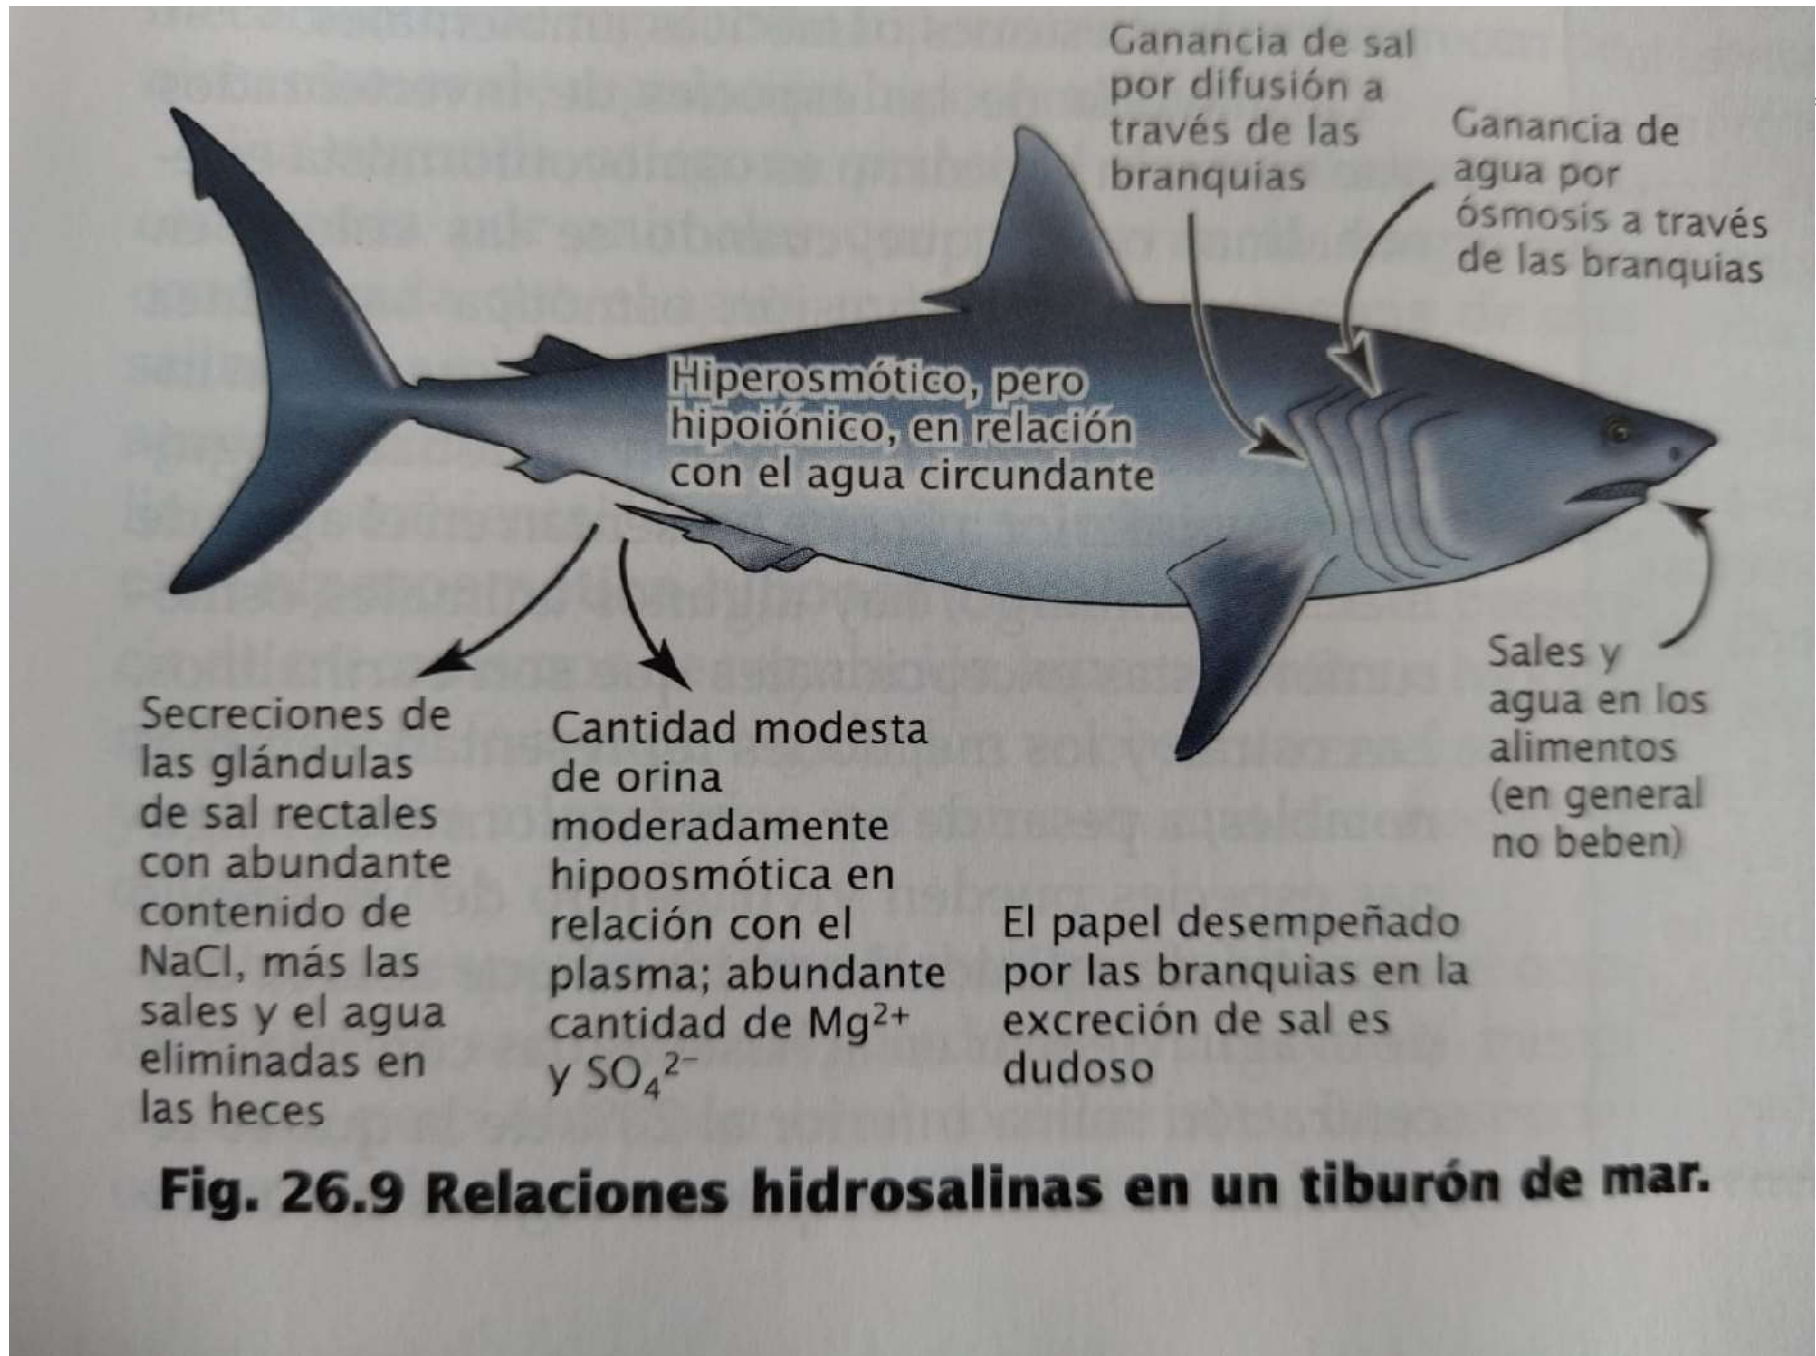 Ganancia de sal
por difusión a
través de las
branquias
Ganancia de
agua por
ósmosis a través
de las branquias
Hiperosmótico, pero
hipoiónico, en relación
con el agua circundante
Sales y
agua en los
alimentos
(en general
no beben)
Secreciones de
las glándulas
de sal rectales
con abundante
contenido de
NaCl, más las
sales y el agua
eliminadas en
las heces
Cantidad modesta
de orina
moderadamente
hipoosmótica en
relación con el
plasma; abundante
cantidad de Mg²⁺
y SO₄²⁻
El papel desempeñado
por las branquias en la
excreción de sal es
dudoso
Fig. 26.9 Relaciones hidrosalinas en un tiburón de mar.